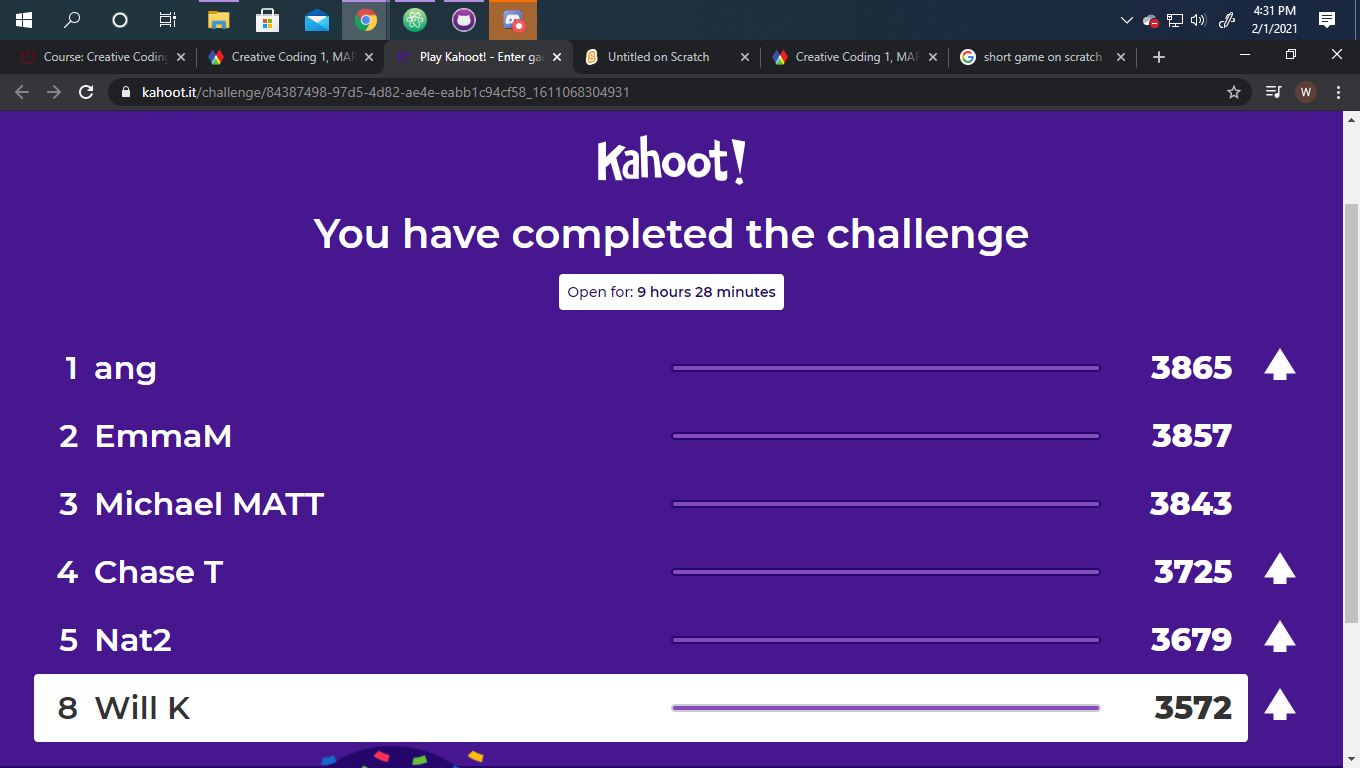 4:31 PM
2/1/2021
Course: Creative Coding
Creative Coding 1, MAR
Play Kahoot! - Enter ga
Untitled on Scratch
Creative Coding 1, MAR
short game on scratch
kahoot.it/challenge/84387498-97d5-4d82-ae4e-eabb1c94cf58_1611068304931
W
Kahoot!
You have completed the challenge
Open for: 9 hours 28 minutes
1 ang 3865
2 EmmaM 3857
3 Michael MATT 3843
4 Chase T 3725
5 Nat2 3679
8 Will K 3572